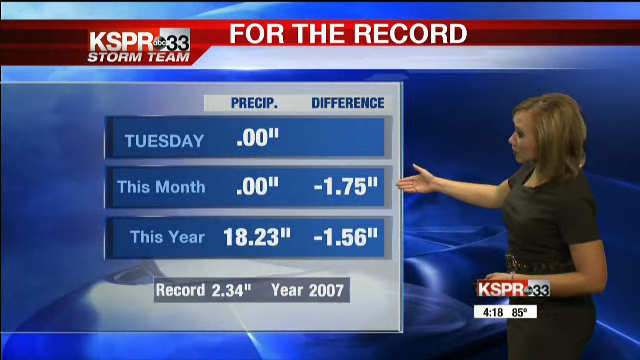 KSPR abc 33
STORM TEAM
FOR THE RECORD
PRECIP. DIFFERENCE
TUESDAY .00"
This Month .00" -1.75"
This Year 18.23" -1.56"
Record 2.34" Year 2007
KSPR abc 33
4:18 85°